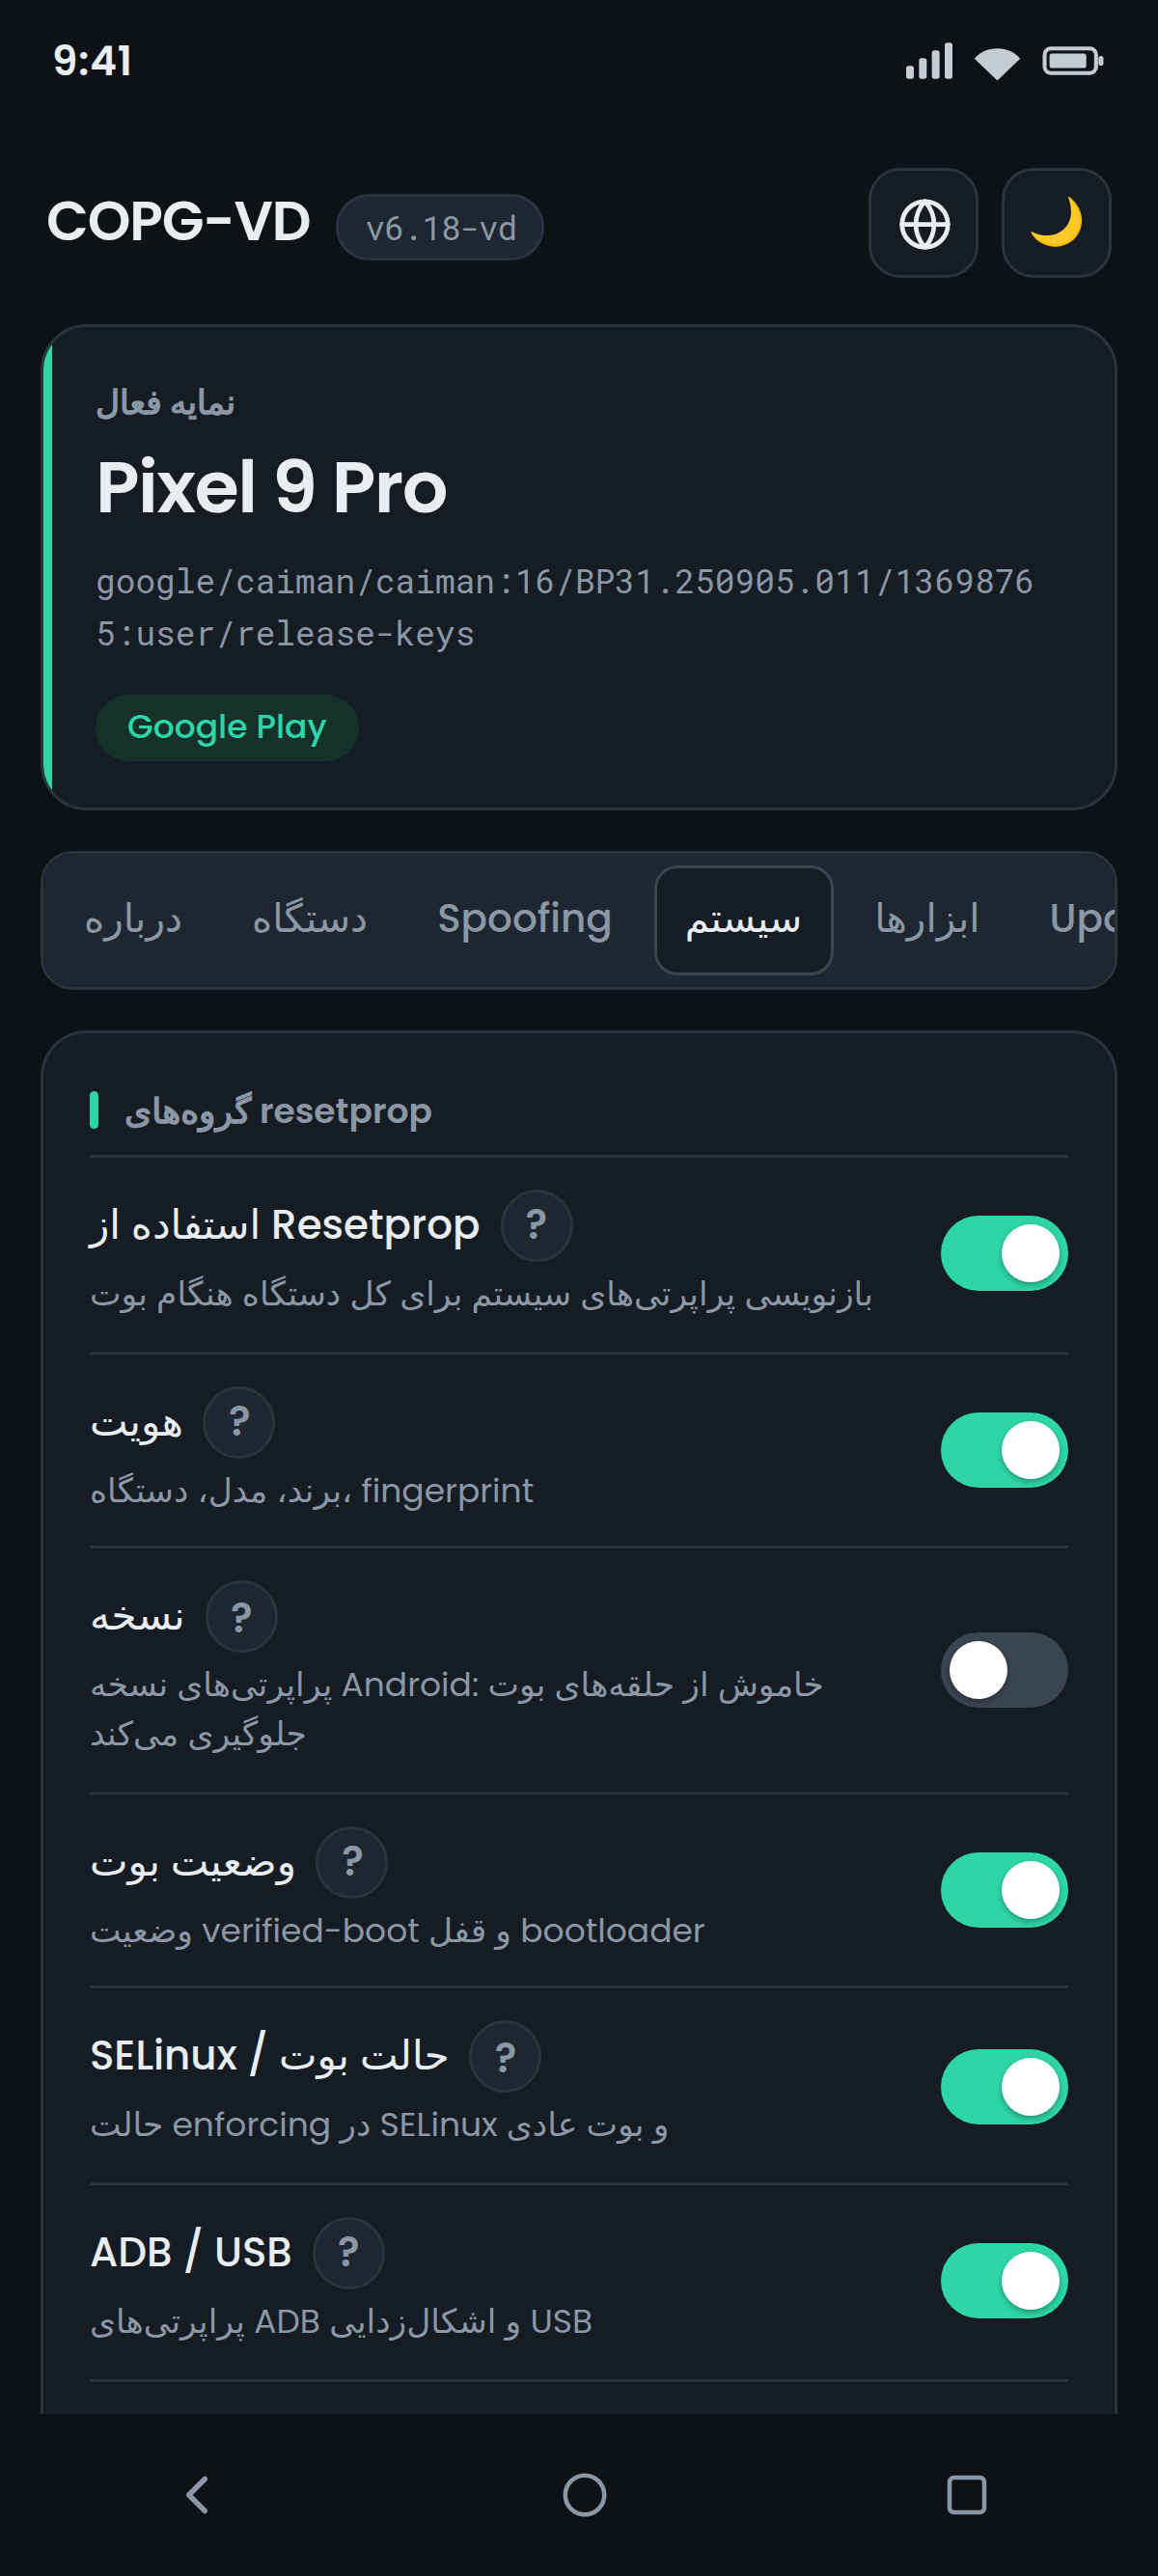 9:41
COPG-VD
v6.18-vd
نمایه فعال
Pixel 9 Pro
google/caiman/caiman:16/BP31.250905.011/1369876
5:user/release-keys
Google Play
درباره
دستگاه
Spoofing
سیستم
ابزارها
گروه‌های resetprop
استفاده از Resetprop ?
بازنویسی پراپرتی‌های سیستم برای کل دستگاه هنگام بوت
هویت ?
برند، مدل، دستگاه، fingerprint
نسخه ?
پراپرتی‌های نسخه Android: خاموش از حلقه‌های بوت
جلوگیری می‌کند
وضعیت بوت ?
وضعیت verified-boot و قفل bootloader
SELinux / حالت بوت ?
حالت enforcing در SELinux و بوت عادی
ADB / USB ?
پراپرتی‌های ADB و اشکال‌زدایی USB